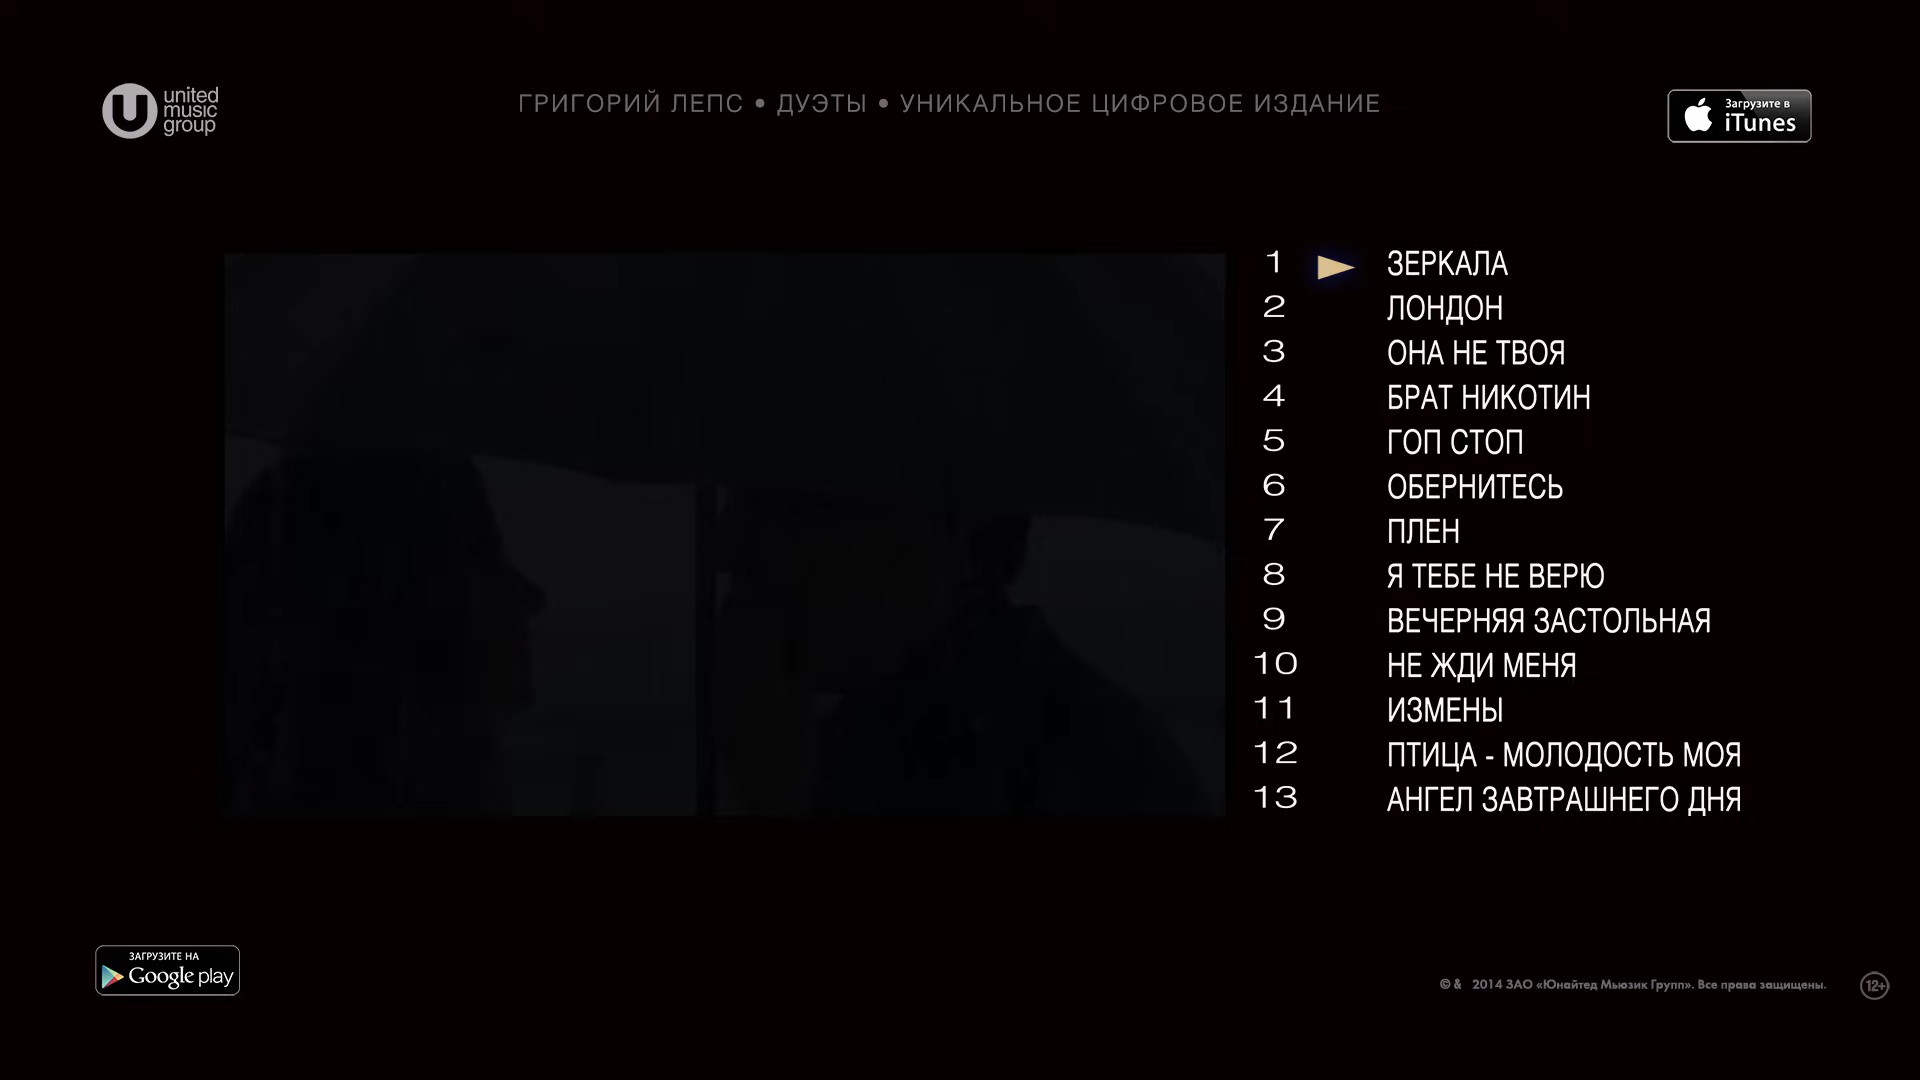 united
music
group
ГРИГОРИЙ ЛЕПС • ДУЭТЫ • УНИКАЛЬНОЕ ЦИФРОВОЕ ИЗДАНИЕ
Загрузите в
iTunes
1 ЗЕРКАЛА
2 ЛОНДОН
3 ОНА НЕ ТВОЯ
4 БРАТ НИКОТИН
5 ГОП СТОП
6 ОБЕРНИТЕСЬ
7 ПЛЕН
8 Я ТЕБЕ НЕ ВЕРЮ
9 ВЕЧЕРНЯЯ ЗАСТОЛЬНАЯ
10 НЕ ЖДИ МЕНЯ
11 ИЗМЕНЫ
12 ПТИЦА - МОЛОДОСТЬ МОЯ
13 АНГЕЛ ЗАВТРАШНЕГО ДНЯ
ЗАГРУЗИТЕ НА
Google play
© & 2014 ЗАО «Юнайтед Мьюзик Групп». Все права защищены.
12+